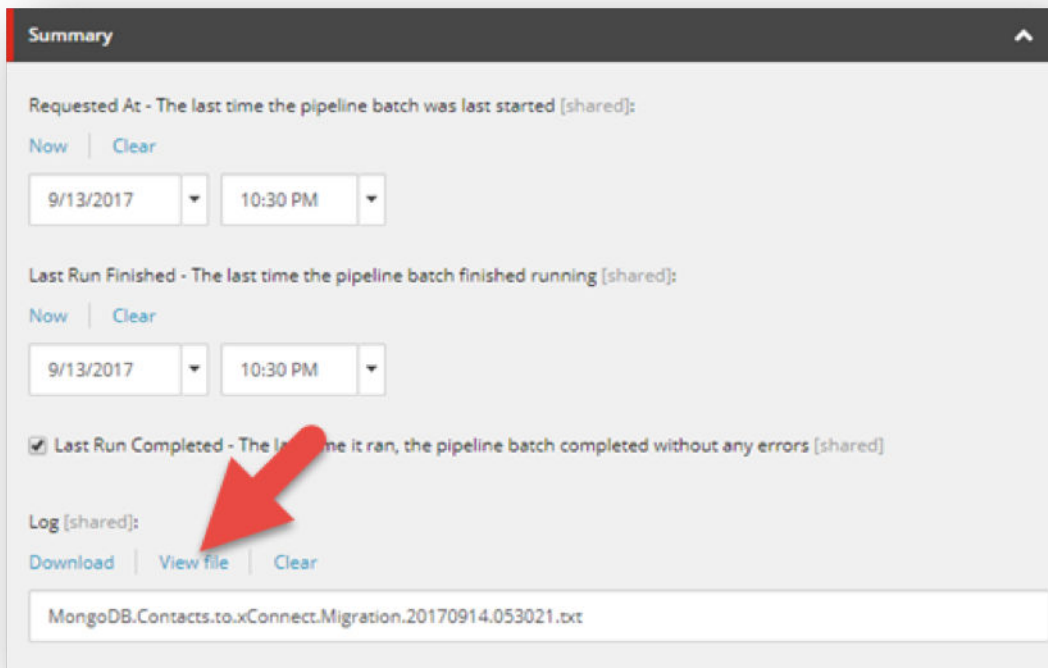 Summary
Requested At - The last time the pipeline batch was last started [shared]:
Now Clear
9/13/2017 10:30 PM
Last Run Finished - The last time the pipeline batch finished running [shared]:
Now Clear
9/13/2017 10:30 PM
Last Run Completed - The me it ran, the pipeline batch completed without any errors [shared]
Log [shared]:
Download View file Clear
MongoDB.Contacts.to.xConnect.Migration.20170914.053021.txt